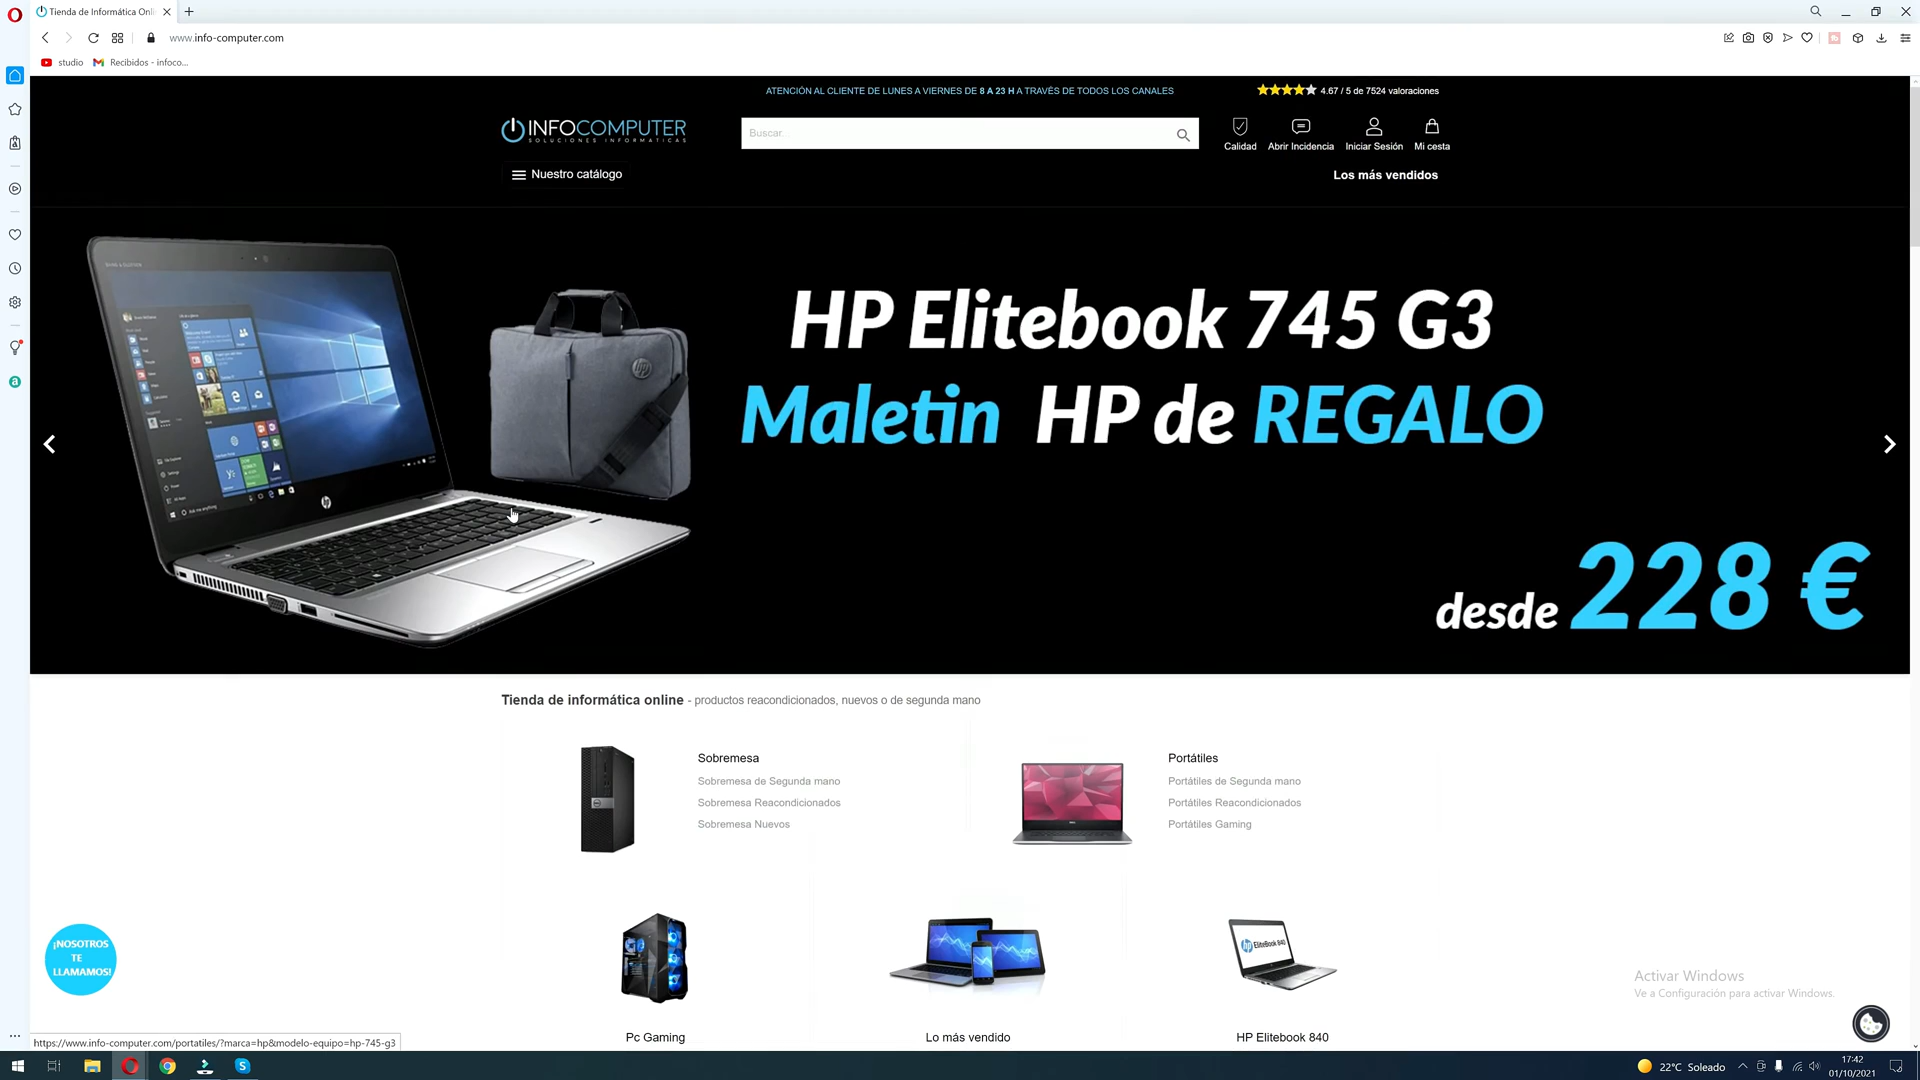 Tienda de Informática Onli
www.info-computer.com
studio
Recibidos - infoco...
ATENCIÓN AL CLIENTE DE LUNES A VIERNES DE 8 A 23 H A TRAVÉS DE TODOS LOS CANALES
4.67 / 5 de 7524 valoraciones
INFOCOMPUTER
SOLUCIONES INFORMATICAS
Buscar...
Calidad
Abrir Incidencia
Iniciar Sesión
Mi cesta
Nuestro catálogo
Los más vendidos
HP Elitebook 745 G3
Maletin HP de REGALO
desde 228 €
Tienda de informática online - productos reacondicionados, nuevos o de segunda mano
Sobremesa
Sobremesa de Segunda mano
Sobremesa Reacondicionados
Sobremesa Nuevos
Portátiles
Portátiles de Segunda mano
Portátiles Reacondicionados
Portátiles Gaming
¡NOSOTROS
TE
LLAMAMOS!
EliteBook 840
Pc Gaming
Lo más vendido
HP Elitebook 840
Activar Windows
Ve a Configuración para activar Windows.
https://www.info-computer.com/portatiles/?marca=hp&modelo-equipo=hp-745-g3
22°C Soleado
17:42
01/10/2021